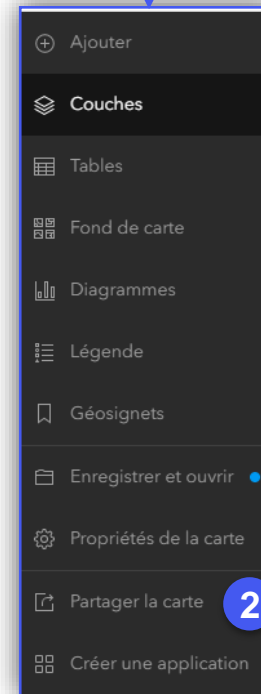 Ajouter
Couches
Tables
Fond de carte
Diagrammes
Légende
Géosignets
Enregistrer et ouvrir
Propriétés de la carte
Partager la carte 2
Créer une application